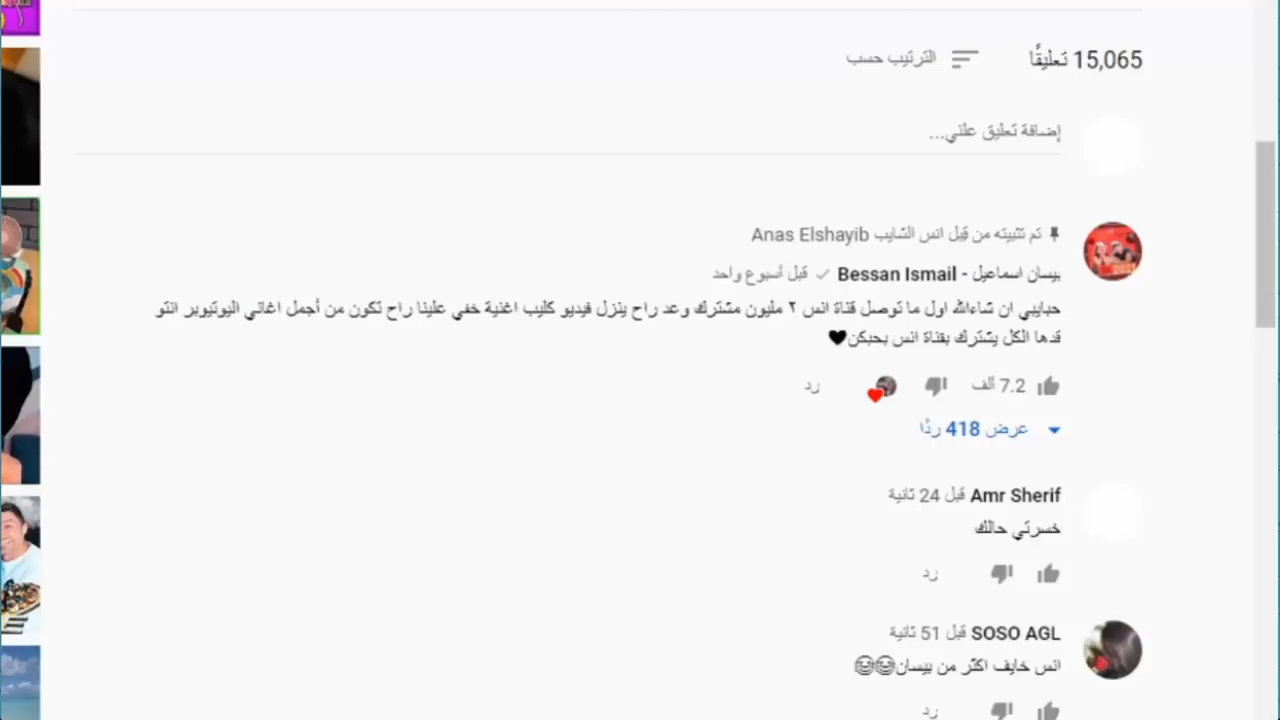 15,065 تعليقًا
الترتيب حسب
إضافة تعليق علني...
تم تثبيته من قبل انس الشايب Anas Elshayib
بيسان اسماعيل - Bessan Ismail قبل أسبوع واحد
حبايبي ان شاءالله اول ما توصل قناة انس ٢ مليون مشترك وعد راح ينزل فيديو كليب اغنية خفي علينا راح تكون من أجمل اغاني اليوتيوبر انتو
قدها الكل يشترك بقناة انس بحبكن🖤
7.2 ألف
رد
عرض 418 ردًا
Amr Sherif قبل 24 ثانية
خسرتي حالك
رد
SOSO AGL قبل 51 ثانية
انس خايف اكثر من بيسان😂😂
رد